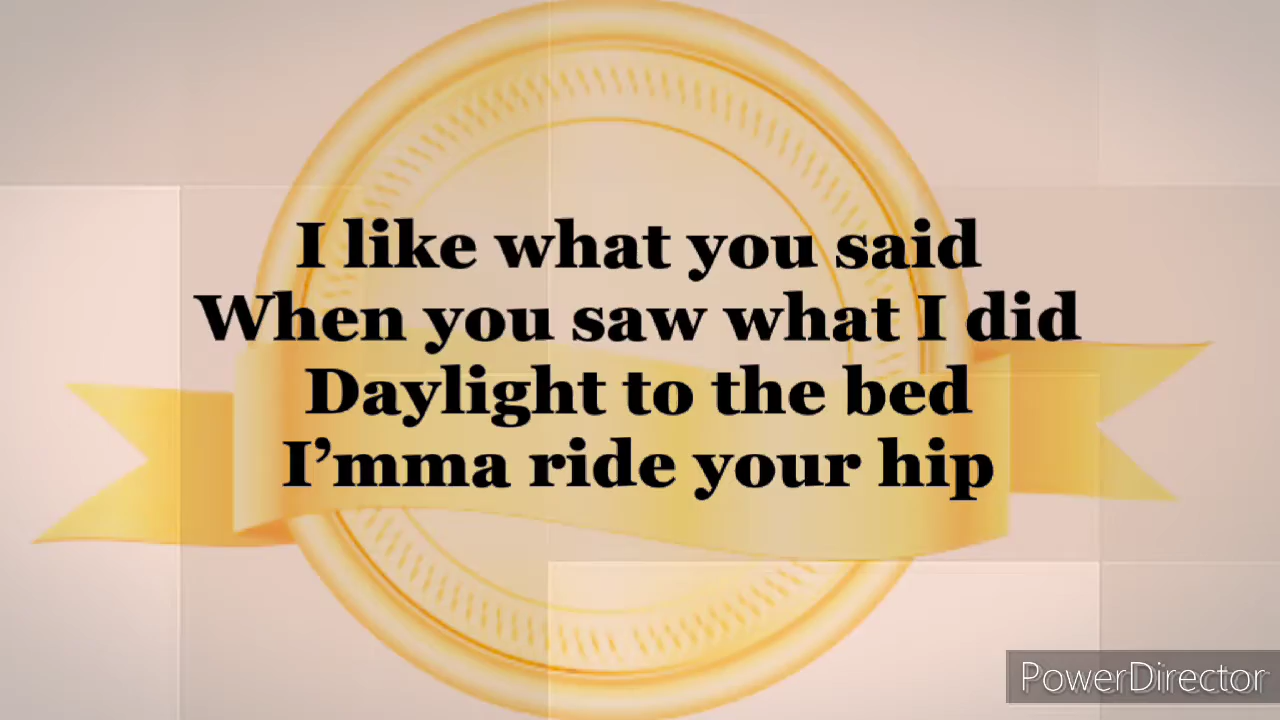 I like what you said
When you saw what I did
Daylight to the bed
I’mma ride your hip
PowerDirector